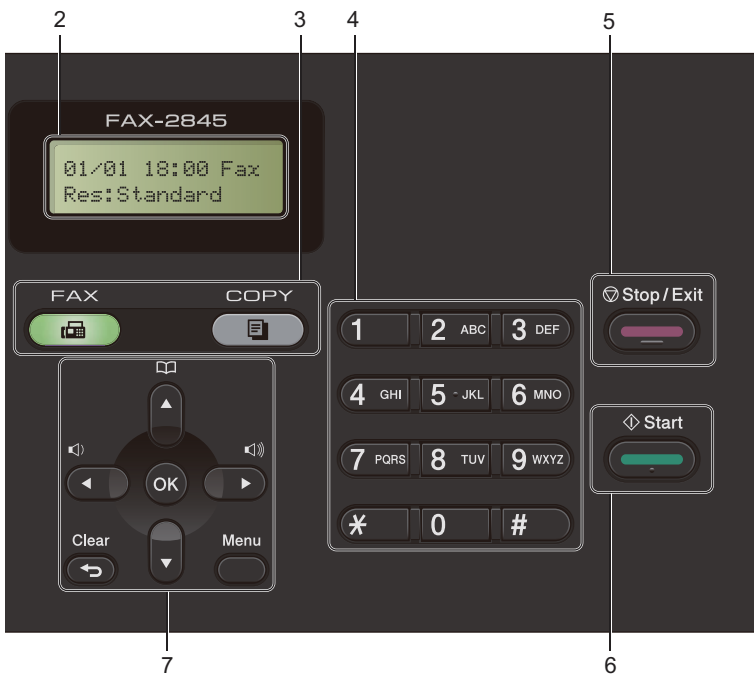 2
3
4
5
FAX-2845
01/01 18:00 Fax
Res:Standard
FAX
COPY
Stop/Exit
1
2 ABC
3 DEF
4 GHI
5 JKL
6 MNO
7 PQRS
8 TUV
9 WXYZ
* 
0
#
Start
OK
Clear
Menu
7
6